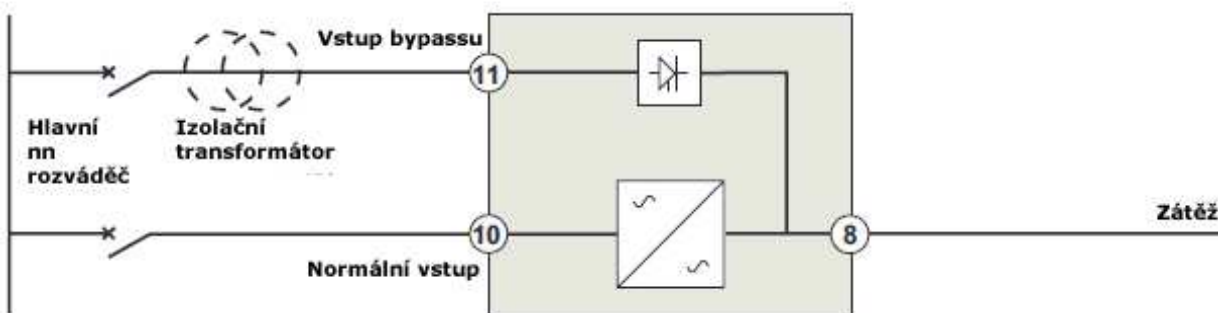 Vstup bypassu
11
Hlavní
nn
rozváděč
Izolační
transformátor
Zátěž
10
8
Normální vstup